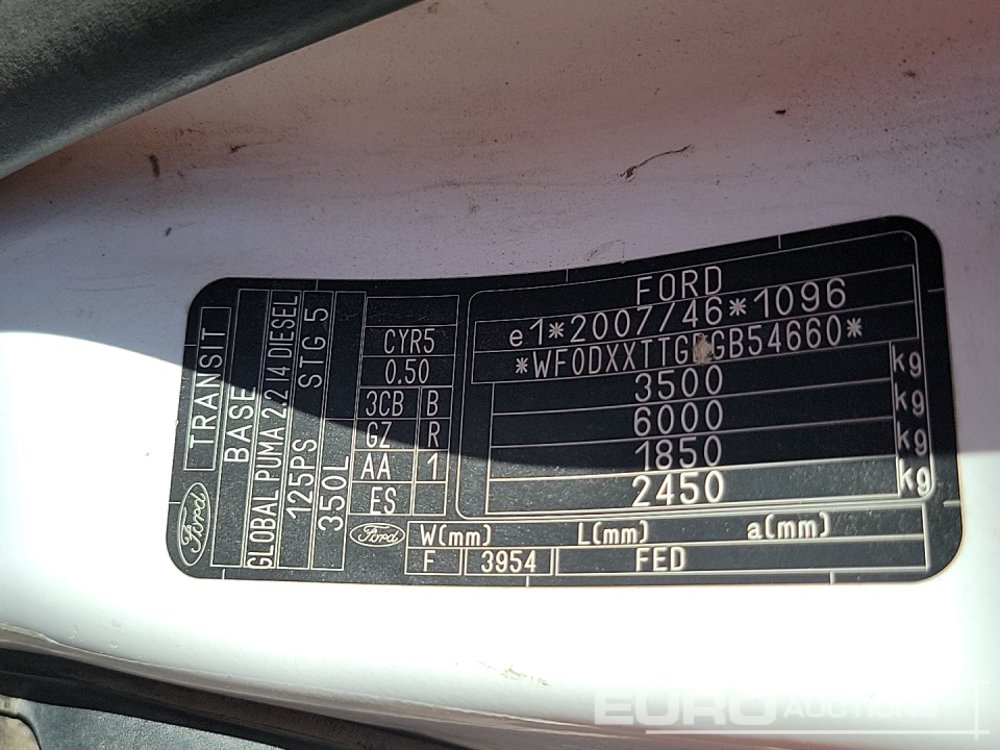 FORD
e1*2007/46*1096
3500 kg
6000 kg
1850 kg
2450 kg
CYR5
0.50
3CB B
GZ R
AA 1
ES
TRANSIT
BASE
GLOBAL PUMA 2.2 I4 DIESEL
125PS STG 5
350L
Ford
Ford
W(mm) L(mm) a(mm)
F 3954 FED
EURO AUCTIONS